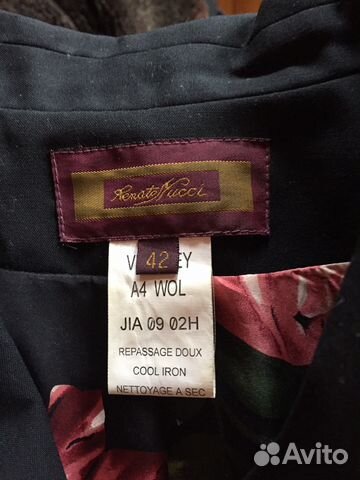 Renato Nucci
42
A4 WOL
JIA 09 02H
REPASSAGE DOUX
COOL IRON
NETTOYAGE A SEC
Avito